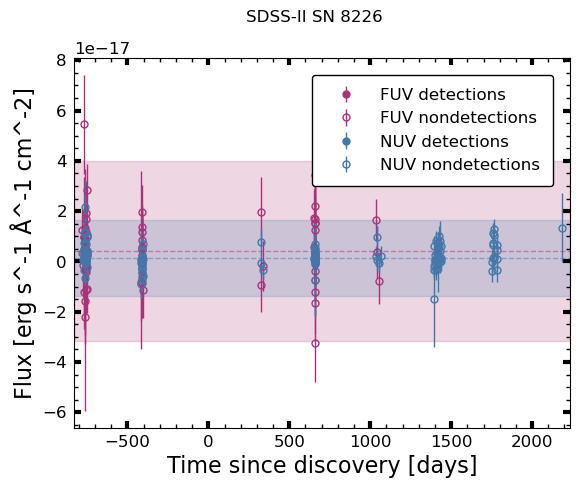 SDSS-II SN 8226
1e−17
8
6
4
2
0
−2
−4
−6
Flux [erg s^-1 Å^-1 cm^-2]
FUV detections
FUV nondetections
NUV detections
NUV nondetections
−500
0
500
1000
1500
2000
Time since discovery [days]